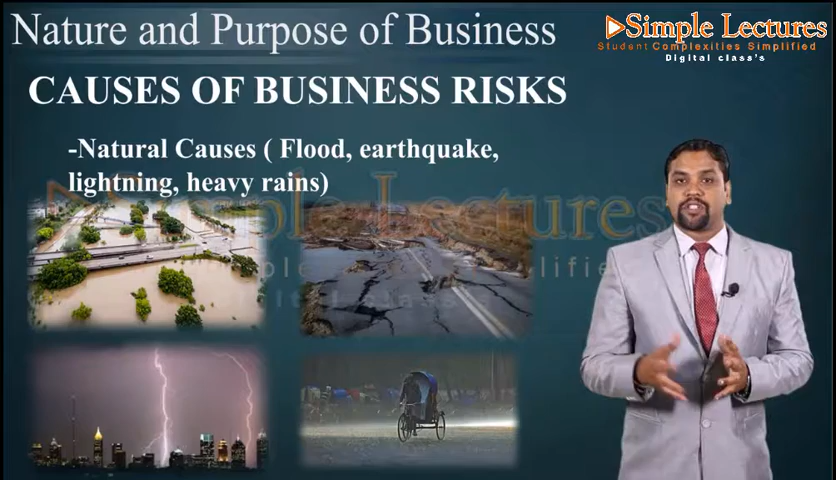 Nature and Purpose of Business
Simple Lectures
Student Complexities Simplified
Digital class's
CAUSES OF BUSINESS RISKS
-Natural Causes ( Flood, earthquake,
lightning, heavy rains)
Simple Lectures